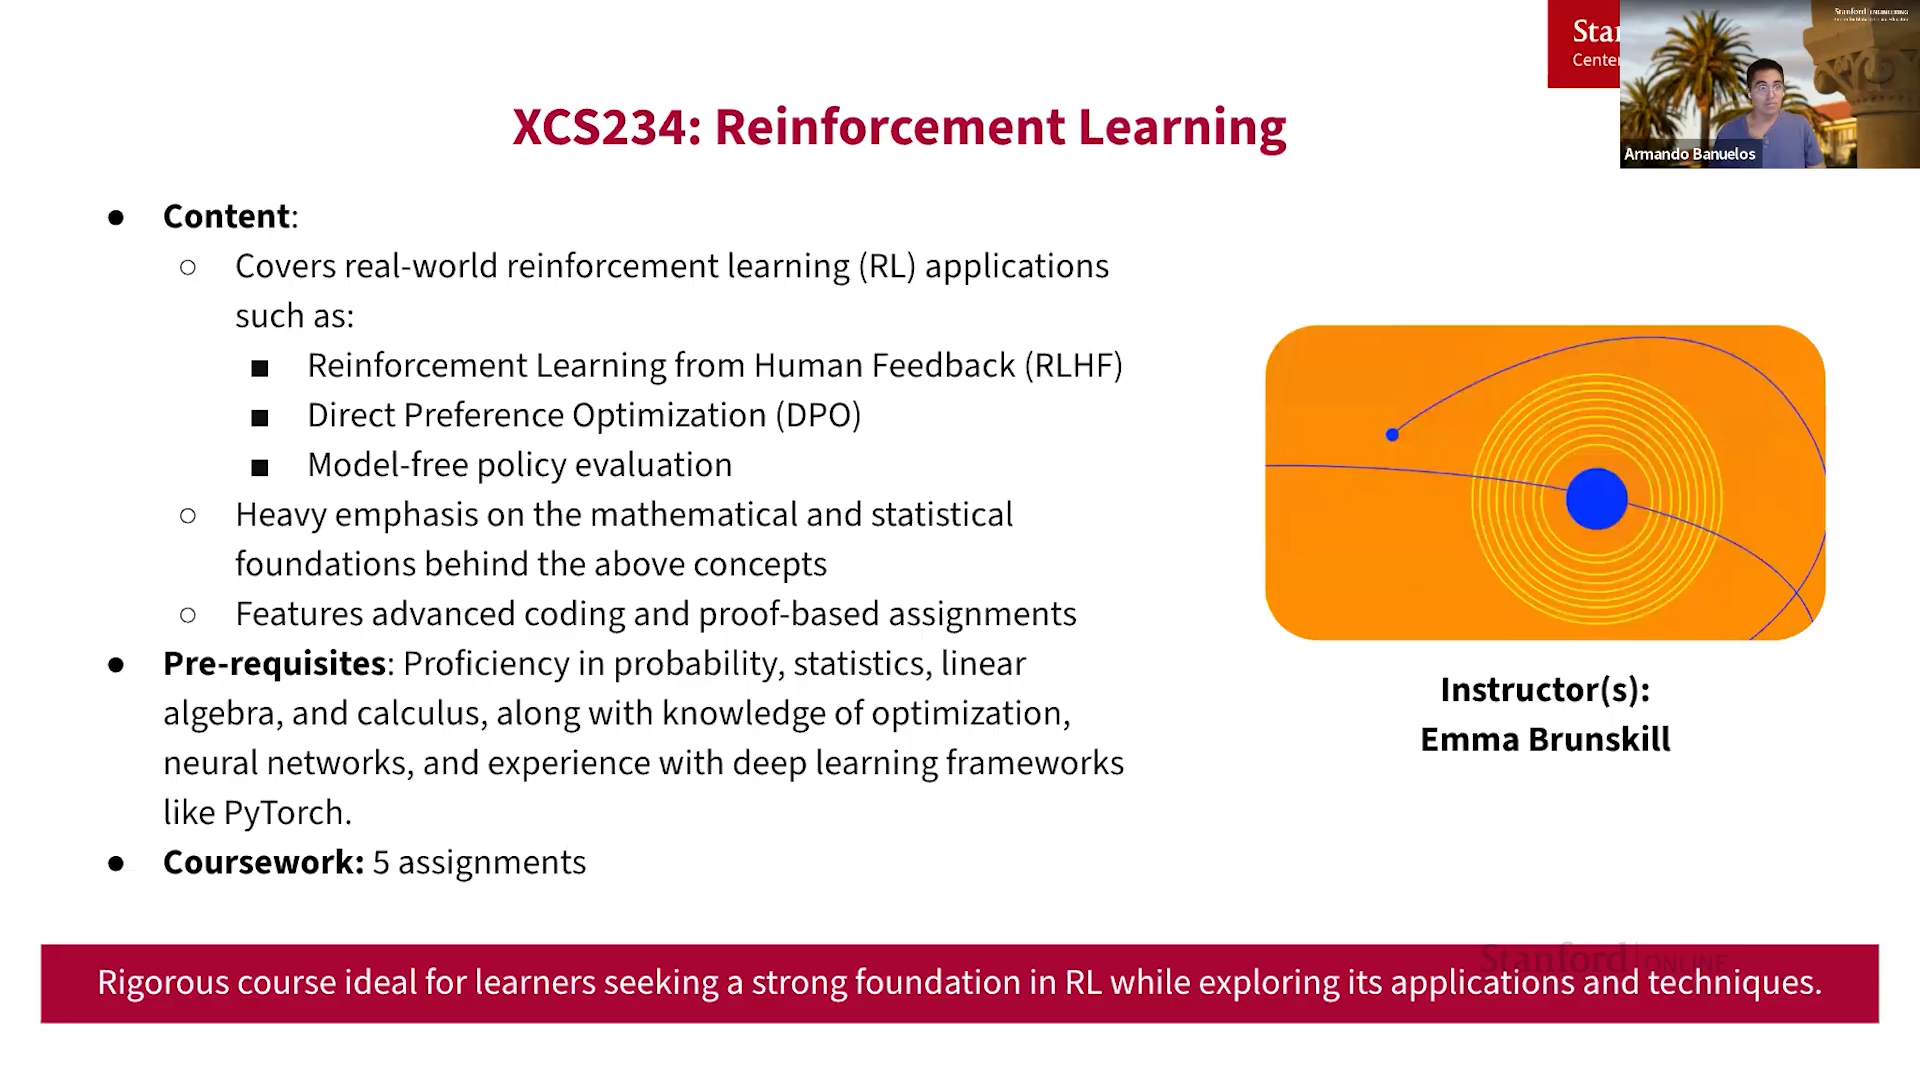 Star
Center
Stanford ENGINEERING
Armando Banuelos
XCS234: Reinforcement Learning
● Content:
○ Covers real-world reinforcement learning (RL) applications
such as:
■ Reinforcement Learning from Human Feedback (RLHF)
■ Direct Preference Optimization (DPO)
■ Model-free policy evaluation
○ Heavy emphasis on the mathematical and statistical
foundations behind the above concepts
○ Features advanced coding and proof-based assignments
● Pre-requisites: Proficiency in probability, statistics, linear
algebra, and calculus, along with knowledge of optimization,
neural networks, and experience with deep learning frameworks
like PyTorch.
● Coursework: 5 assignments
Instructor(s):
Emma Brunskill
Stanford ONLINE
Rigorous course ideal for learners seeking a strong foundation in RL while exploring its applications and techniques.